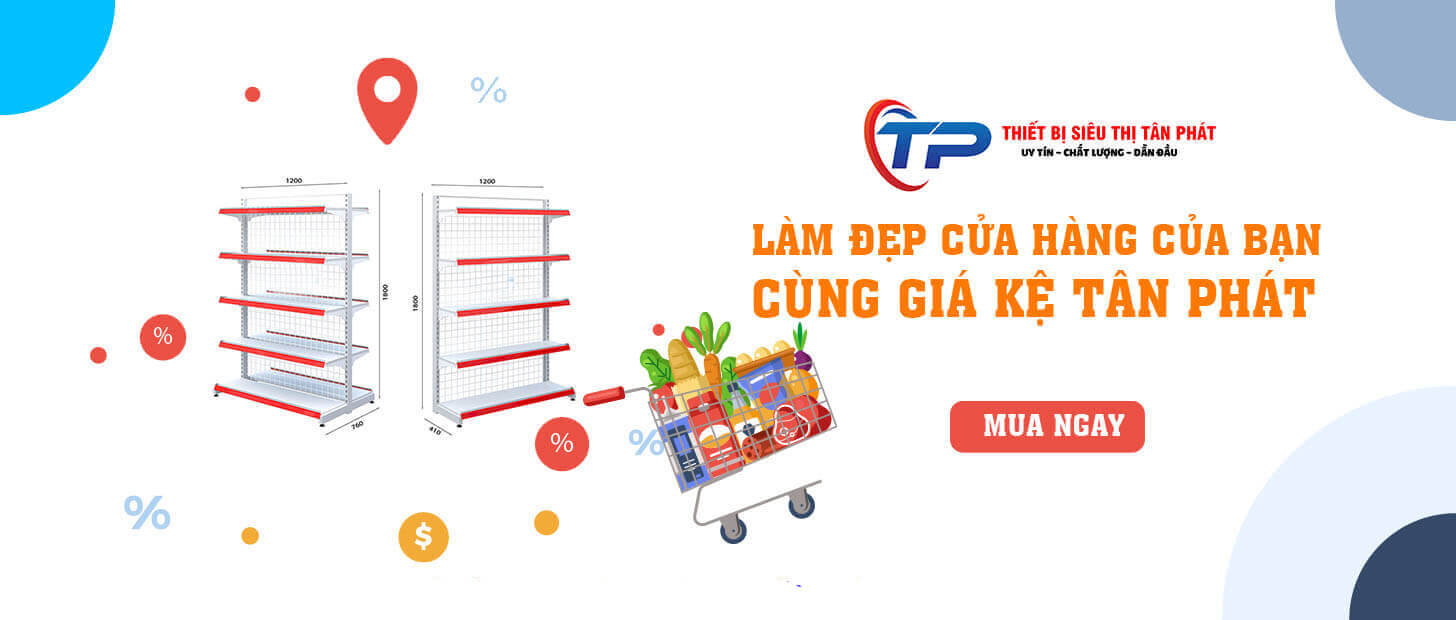 %
TP
THIẾT BỊ SIÊU THỊ TÂN PHÁT
UY TÍN – CHẤT LƯỢNG – DẪN ĐẦU
1200
1200
LÀM ĐẸP CỬA HÀNG CỦA BẠN
CÙNG GIÁ KỆ TÂN PHÁT
1800
1800
%
760
410
%
%
MUA NGAY
%
$